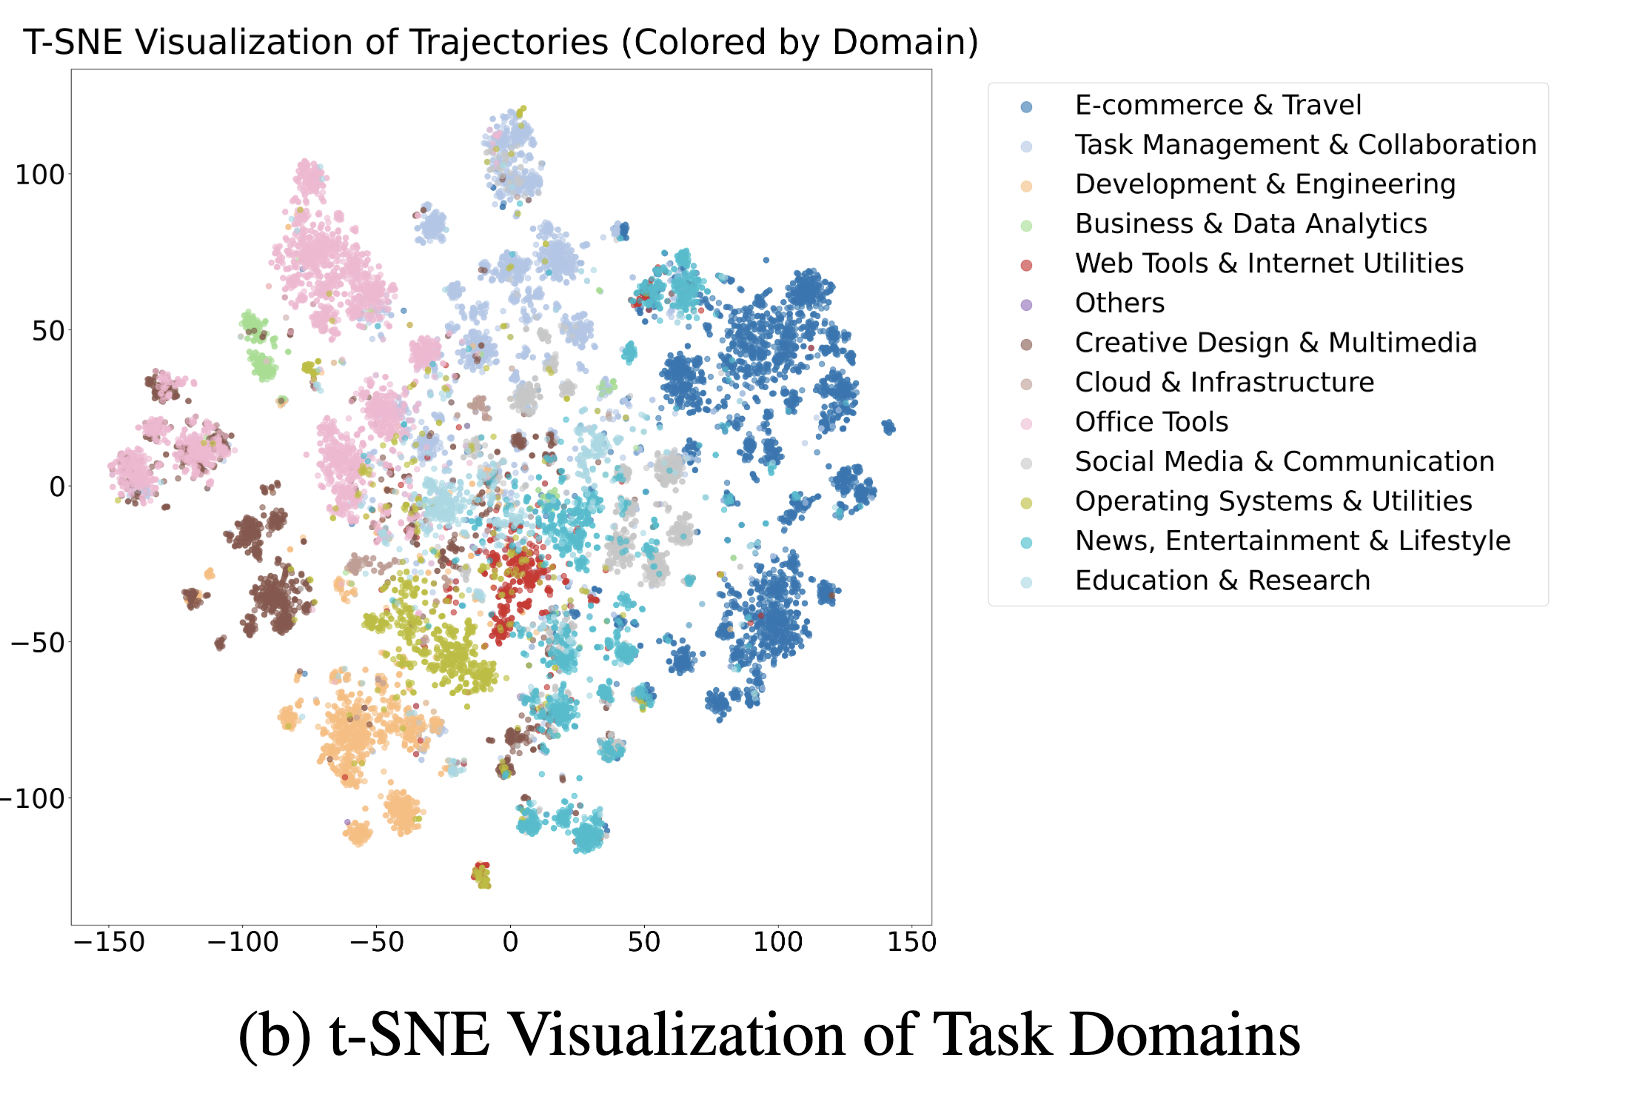 T-SNE Visualization of Trajectories (Colored by Domain)
100
50
0
−50
−100
−150
−100
−50
0
50
100
150
E-commerce & Travel
Task Management & Collaboration
Development & Engineering
Business & Data Analytics
Web Tools & Internet Utilities
Others
Creative Design & Multimedia
Cloud & Infrastructure
Office Tools
Social Media & Communication
Operating Systems & Utilities
News, Entertainment & Lifestyle
Education & Research
(b) t-SNE Visualization of Task Domains